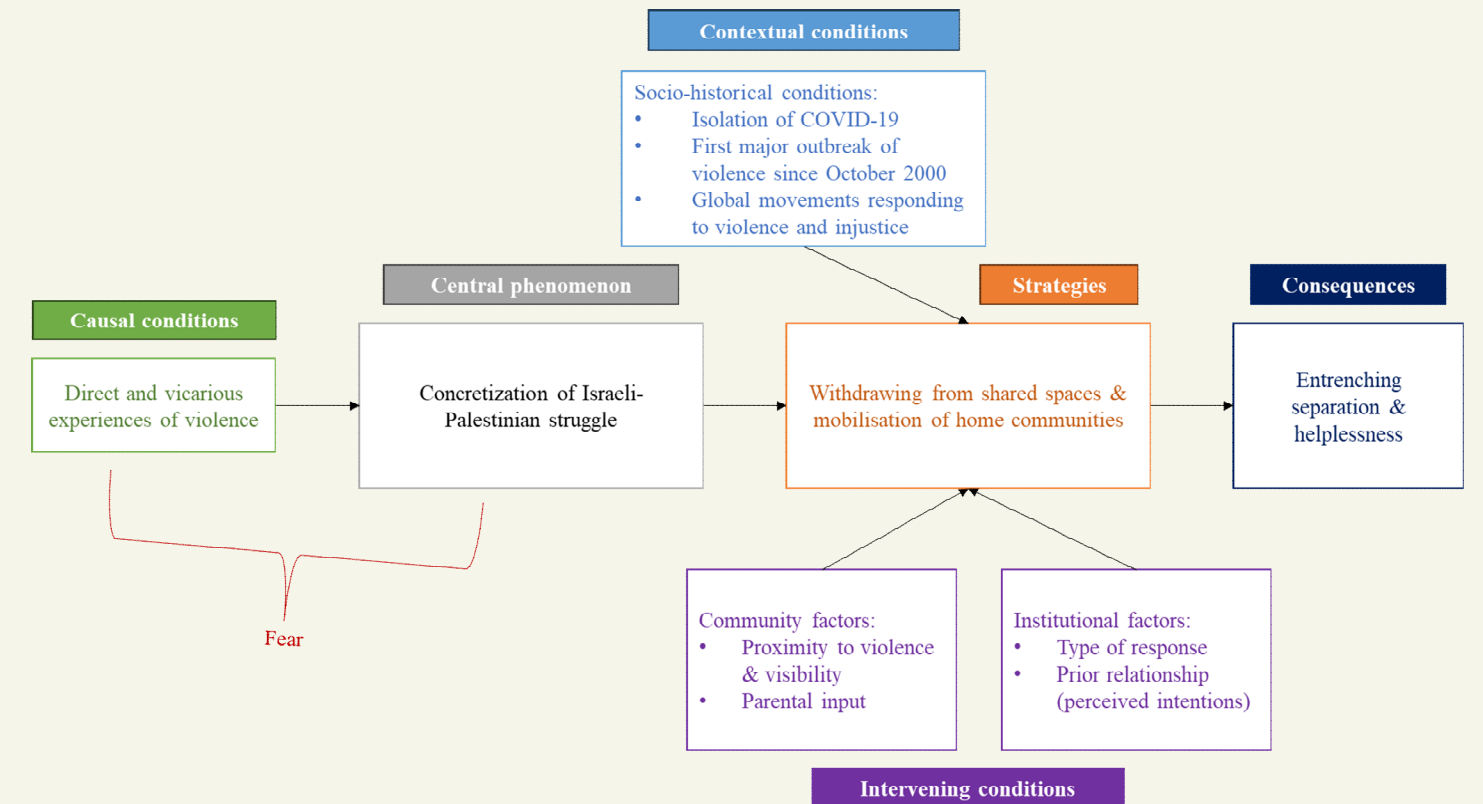 Contextual conditions
Socio-historical conditions:
• Isolation of COVID-19
• First major outbreak of
violence since October 2000
• Global movements responding
to violence and injustice
Causal conditions
Direct and vicarious
experiences of violence
Central phenomenon
Concretization of Israeli-
Palestinian struggle
Strategies
Withdrawing from shared spaces &
mobilisation of home communities
Consequences
Entrenching
separation &
helplessness
Fear
Community factors:
• Proximity to violence
& visibility
• Parental input
Institutional factors:
• Type of response
• Prior relationship
(perceived intentions)
Intervening conditions